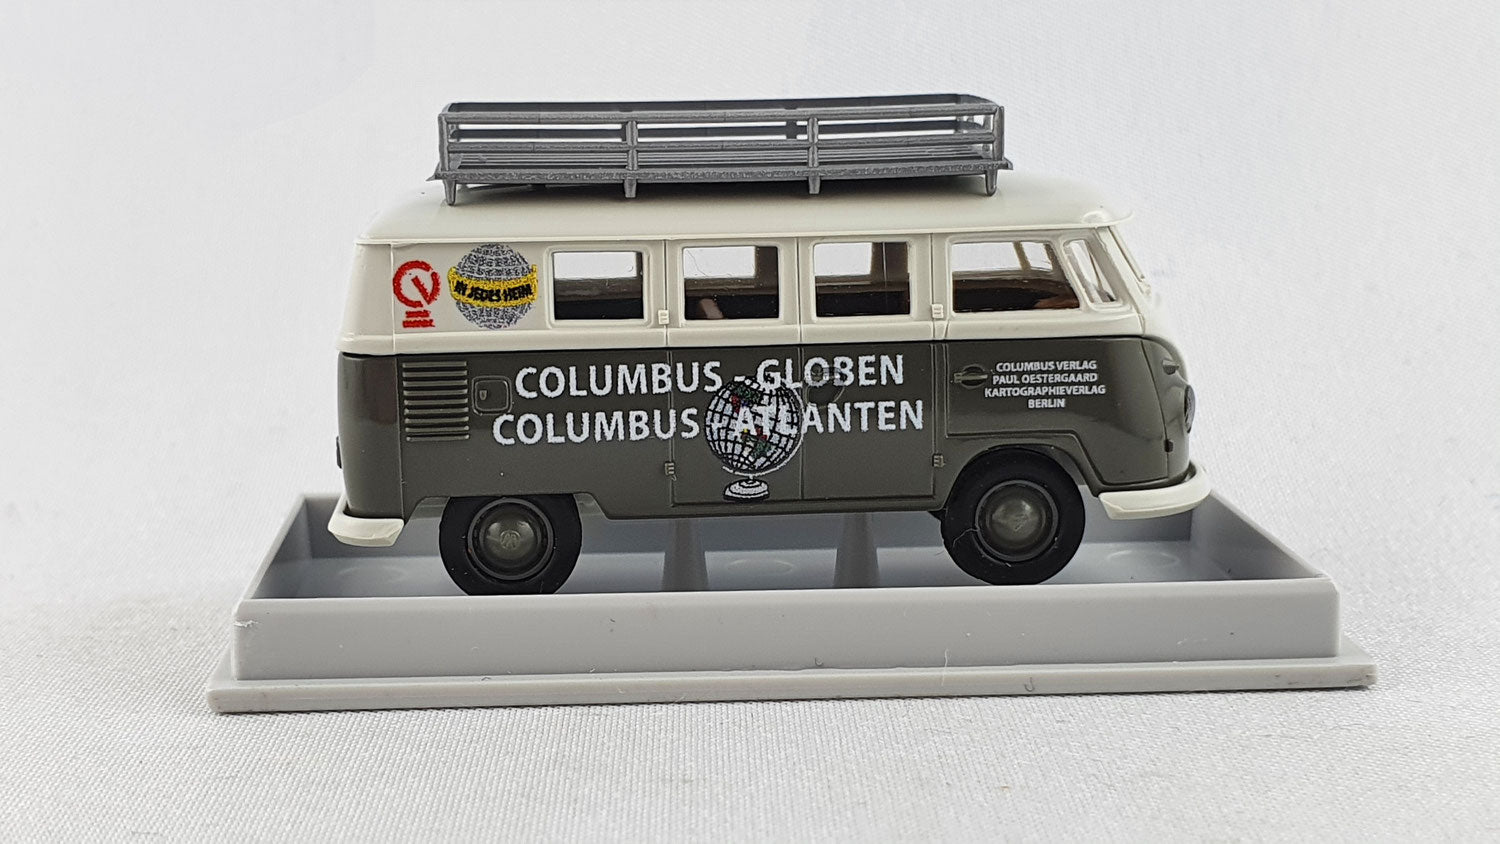 IN JEDES HEIM
COLUMBUS - GLOBEN
COLUMBUS - ATLANTEN
COLUMBUS VERLAG
PAUL OESTERGAARD
KARTOGRAPHIEVERLAG
BERLIN